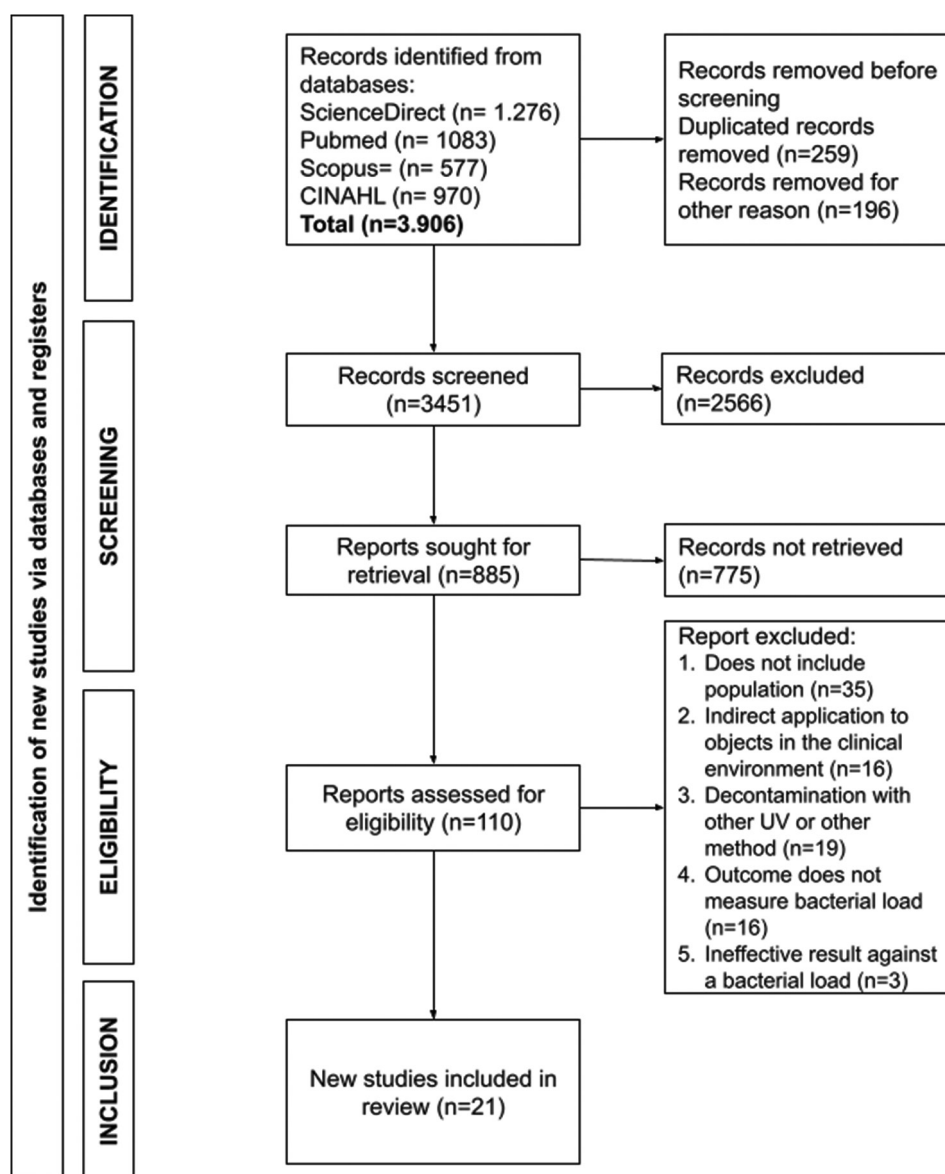 Identification of new studies via databases and registers
IDENTIFICATION
Records identified from
databases:
ScienceDirect (n= 1.276)
Pubmed (n= 1083)
Scopus= (n= 577)
CINAHL (n= 970)
Total (n=3.906)
Records removed before
screening
Duplicated records
removed (n=259)
Records removed for
other reason (n=196)
SCREENING
Records screened
(n=3451)
Records excluded
(n=2566)
Reports sought for
retrieval (n=885)
Records not retrieved
(n=775)
ELIGIBILITY
Reports assessed for
eligibility (n=110)
Report excluded:
1. Does not include
population (n=35)
2. Indirect application to
objects in the clinical
environment (n=16)
3. Decontamination with
other UV or other
method (n=19)
4. Outcome does not
measure bacterial load
(n=16)
5. Ineffective result against
a bacterial load (n=3)
INCLUSION
New studies included in
review (n=21)